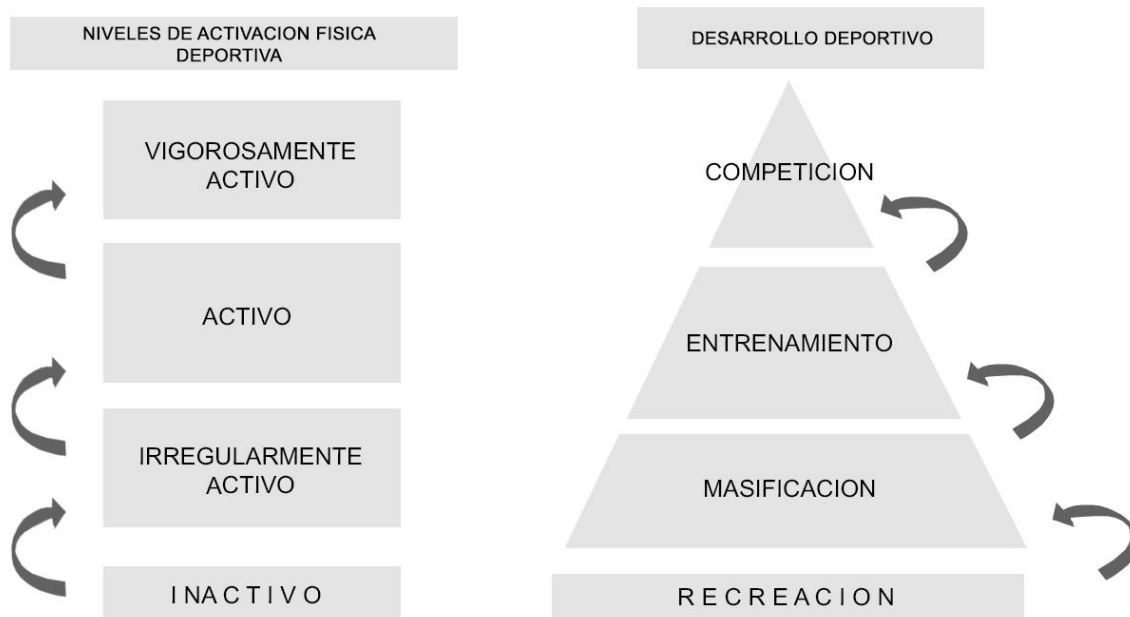 NIVELES DE ACTIVACION FISICA
DEPORTIVA
VIGOROSAMENTE
ACTIVO
ACTIVO
IRREGULARMENTE
ACTIVO
INACTIVO
DESARROLLO DEPORTIVO
COMPETICION
ENTRENAMIENTO
MASIFICACION
RECREACION